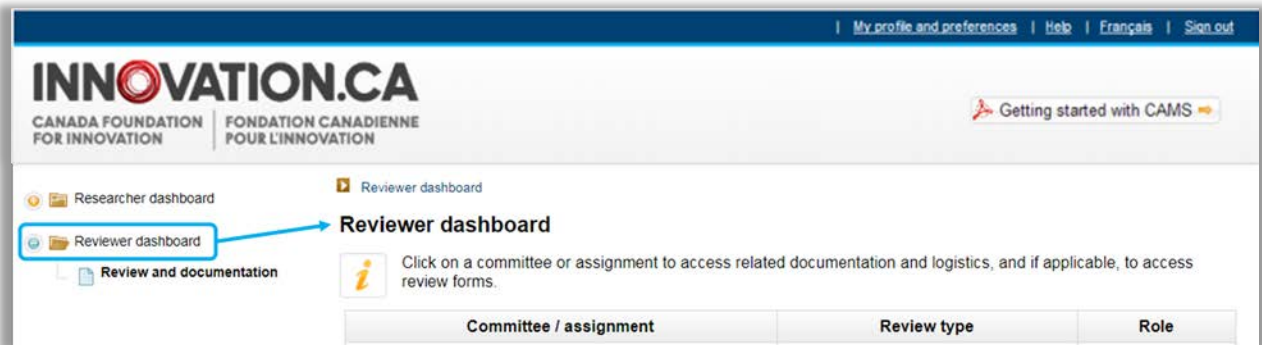 | My profile and preferences | Help | Français | Sign out
INNOVATION.CA
CANADA FOUNDATION FOR INNOVATION
FONDATION CANADIENNE POUR L'INNOVATION
Getting started with CAMS
Researcher dashboard
Reviewer dashboard
Review and documentation
Reviewer dashboard
Reviewer dashboard
Click on a committee or assignment to access related documentation and logistics, and if applicable, to access
review forms.
Committee / assignment Review type Role